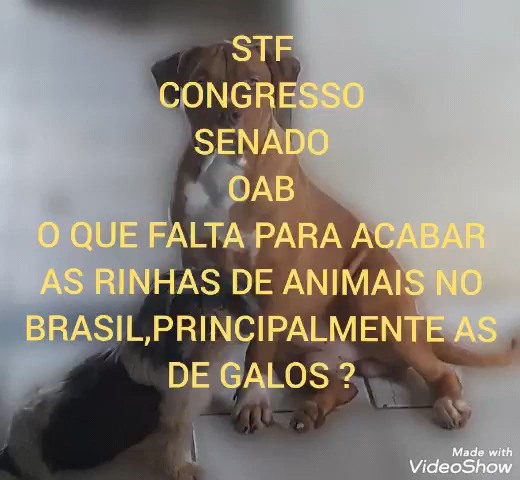 STF
CONGRESSO
SENADO
OAB
O QUE FALTA PARA ACABAR
AS RINHAS DE ANIMAIS NO
BRASIL,PRINCIPALMENTE AS
DE GALOS ?
Made with
VideoShow